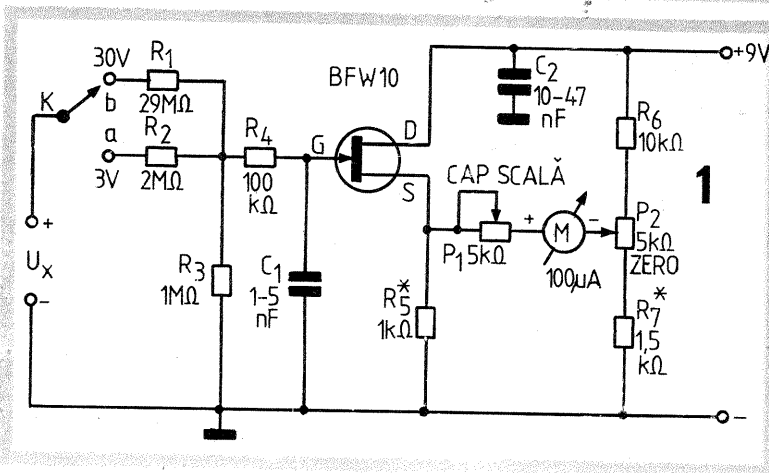 30V
R1
29MΩ
K
b
a
R2
3V
2MΩ
R4
100
kΩ
G
BFW10
D
S
C2
10-47
nF
+9V
R6
10kΩ
1
CAP SCALĂ
+
M
-
P1 5kΩ
100µA
P2
5kΩ
ZERO
+
UX
-
R3
1MΩ
C1
1-5
nF
R5*
1kΩ
R7*
1,5
kΩ
-